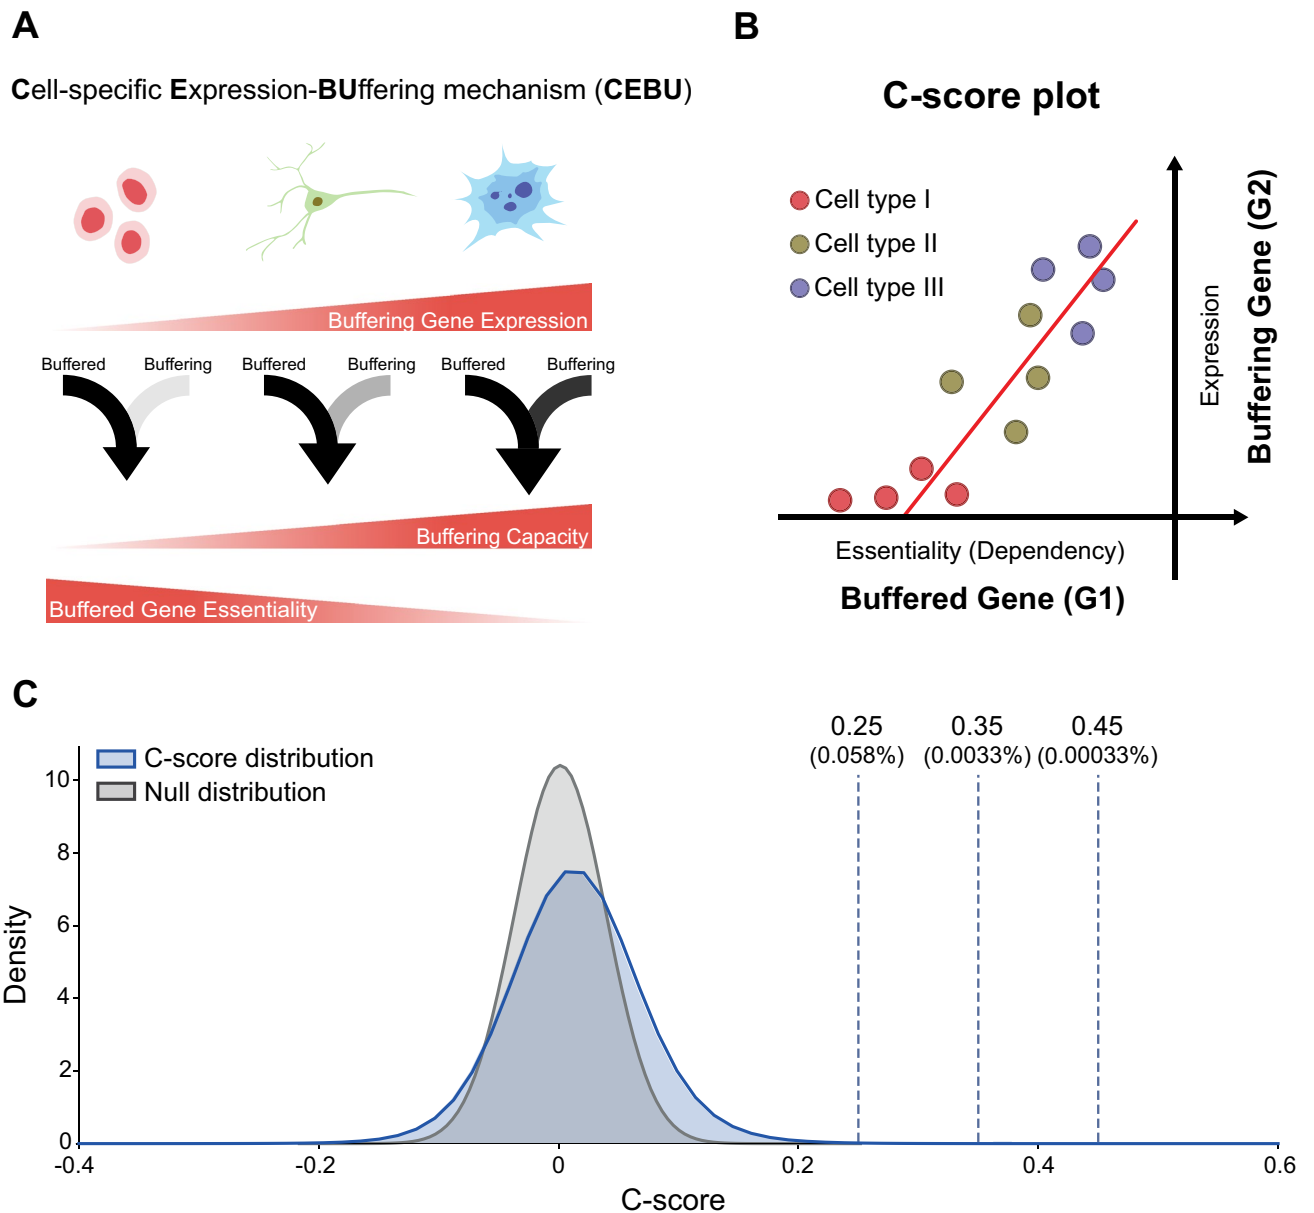 A
Cell-specific Expression-BUffering mechanism (CEBU)
Buffering Gene Expression
Buffered Buffering Buffered Buffering Buffered Buffering
Buffering Capacity
Buffered Gene Essentiality
B
C-score plot
Cell type I
Cell type II
Cell type III
Expression
Buffering Gene (G2)
Essentiality (Dependency)
Buffered Gene (G1)
C
C-score distribution
Null distribution
0.25 0.35 0.45
(0.058%) (0.0033%) (0.00033%)
Density
10
8
6
4
2
0
-0.4 -0.2 0 0.2 0.4 0.6
C-score